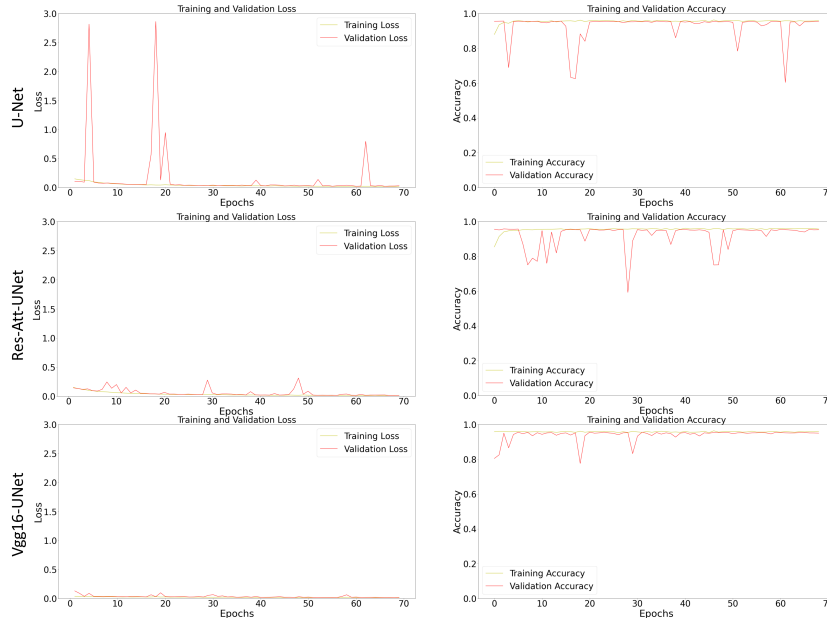 U-Net
Training and Validation Loss
Loss
3.0
2.5
2.0
1.5
1.0
0.5
0.0
Training Loss
Validation Loss
0 10 20 30 40 50 60 70
Epochs
Training and Validation Accuracy
Accuracy
1.0
0.8
0.6
0.4
0.2
0.0
Training Accuracy
Validation Accuracy
0 10 20 30 40 50 60 70
Epochs
Res-Att-UNet
Training and Validation Loss
Loss
3.0
2.5
2.0
1.5
1.0
0.5
0.0
Training Loss
Validation Loss
0 10 20 30 40 50 60 70
Epochs
Training and Validation Accuracy
Accuracy
1.0
0.8
0.6
0.4
0.2
0.0
Training Accuracy
Validation Accuracy
0 10 20 30 40 50 60 70
Epochs
Vgg16-UNet
Training and Validation Loss
Loss
3.0
2.5
2.0
1.5
1.0
0.5
0.0
Training Loss
Validation Loss
0 10 20 30 40 50 60 70
Epochs
Training and Validation Accuracy
Accuracy
1.0
0.8
0.6
0.4
0.2
0.0
Training Accuracy
Validation Accuracy
0 10 20 30 40 50 60 70
Epochs